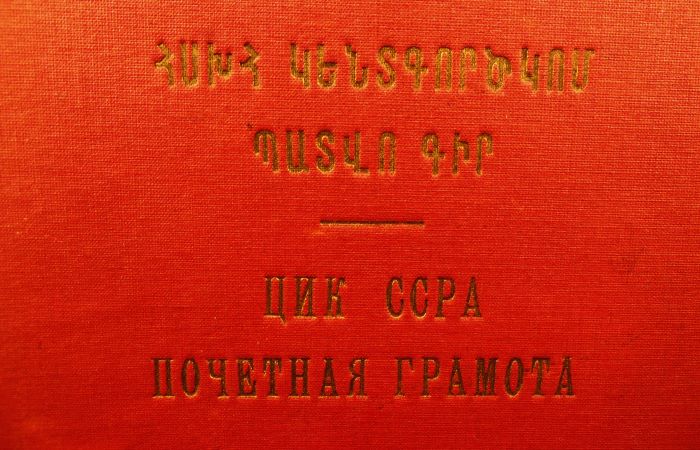 ՀՍԽՀ ԿԵՆՏԳՈՐԾԿՈՄ
ՊԱՏՎՈ ԳԻՐ
ЦИК ССРА
ПОЧЕТНАЯ ГРАМОТА